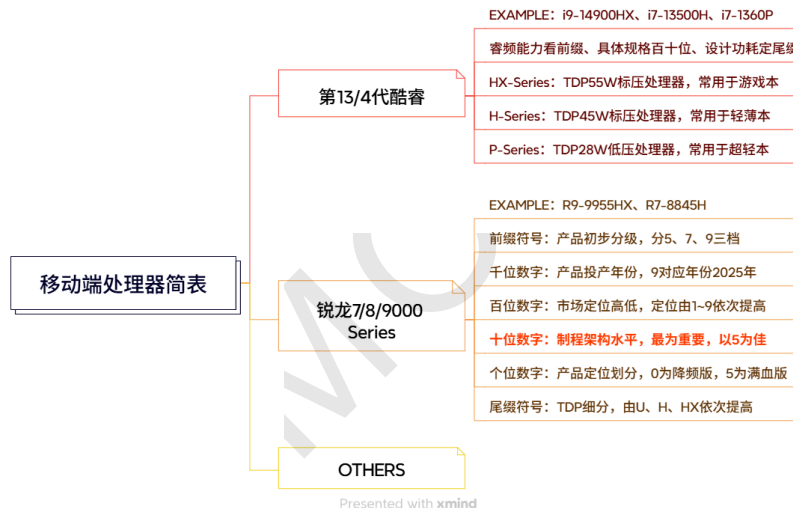 移动端处理器简表
第13/4代酷睿
EXAMPLE：i9-14900HX、i7-13500H、i7-1360P
睿频能力看前缀、具体规格百十位、设计功耗定尾缀
HX-Series：TDP55W标压处理器，常用于游戏本
H-Series：TDP45W标压处理器，常用于轻薄本
P-Series：TDP28W低压处理器，常用于超轻本
锐龙7/8/9000
Series
EXAMPLE：R9-9955HX、R7-8845H
前缀符号：产品初步分级，分5、7、9三档
千位数字：产品投产年份，9对应年份2025年
百位数字：市场定位高低，定位由1~9依次提高
十位数字：制程架构水平，最为重要，以5为佳
个位数字：产品定位划分，0为降频版，5为满血版
尾缀符号：TDP细分，由U、H、HX依次提高
OTHERS
Presented with xmind